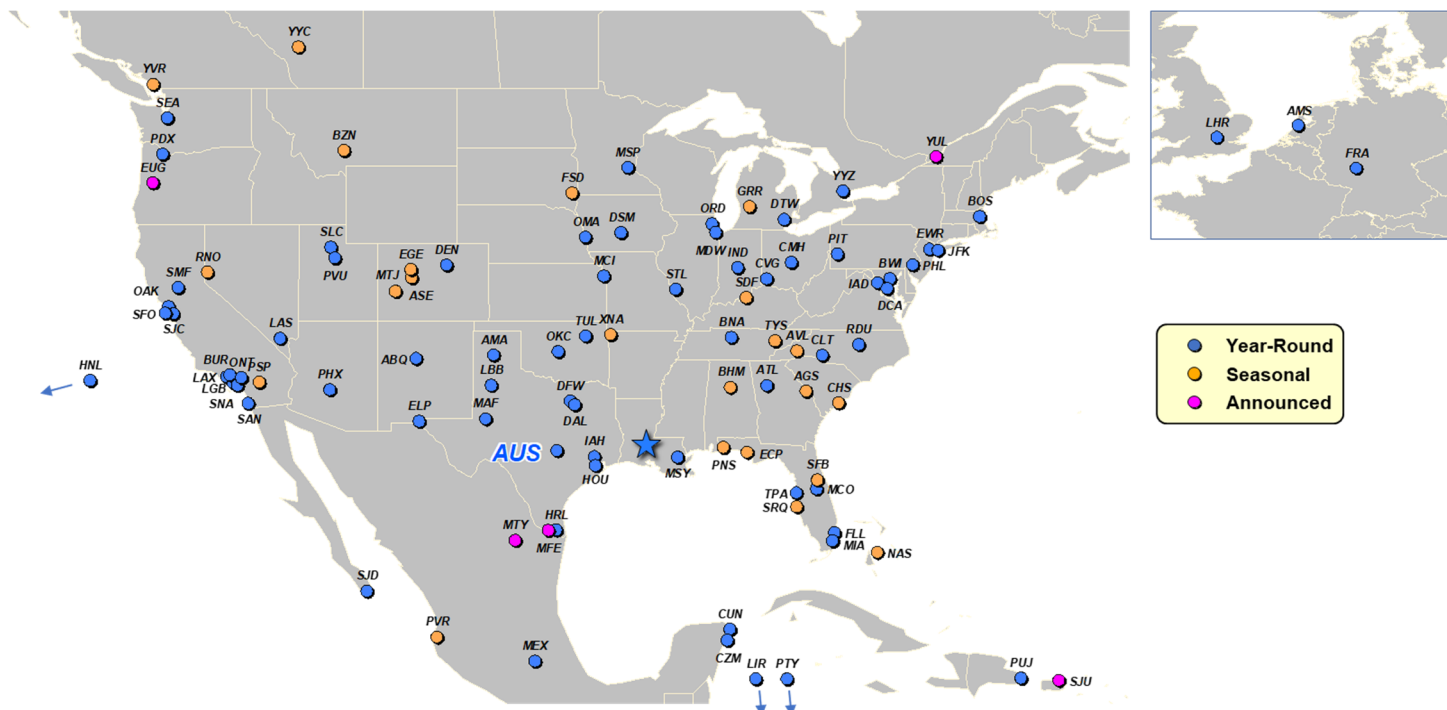 YYC
YVR
SEA
PDX
EUG
BZN
MSP
FSD
GRR
YYZ
YUL
BOS
ORD
DTW
OMA
DSM
MDW
IND
CVG
CMH
PIT
EWR
JFK
PHL
BWI
IAD
DCA
SLC
PVU
EGE
DEN
MTJ
ASE
RNO
SMF
OAK
SFO
SJC
MCI
STL
SDF
LAS
TUL
XNA
BNA
TYS
AVL
CLT
RDU
OKC
AMA
ABQ
LBB
BUR
ONT
PSP
LAX
LGB
SNA
SAN
HNL
PHX
DFW
DAL
BHM
ATL
AGS
CHS
ELP
MAF
AUS
IAH
HOU
MSY
PNS
ECP
SFB
MCO
TPA
SRQ
FLL
MIA
NAS
MTY
HRL
MFE
SJD
PVR
MEX
CUN
CZM
LIR
PTY
PUJ
SJU
LHR
AMS
FRA
Year-Round
Seasonal
Announced